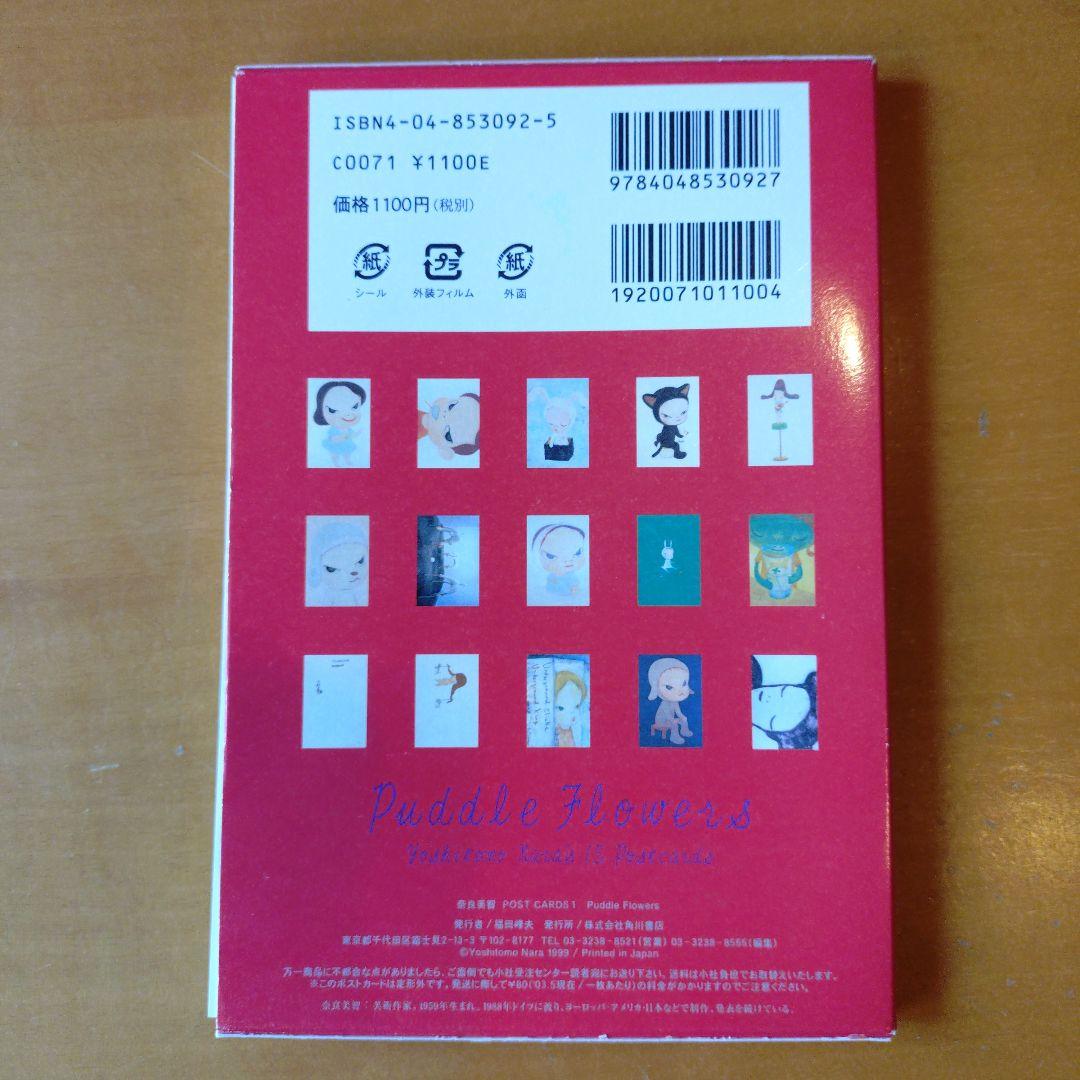 ISBN4-04-853092-5
C0071 ¥1100E
価格1100円(税別)
9784048530927
1920071011004
紙 プラ 紙
シール 外装フィルム 外函
Puddle Flowers
Yoshitomo Nara's 15 Postcards
奈良美智 POST CARDS 1 Puddle Flowers
発行者/福田峰夫 発行所/株式会社角川書店
東京都千代田区富士見2-13-3 〒102-8177 TEL 03-3238-8521(営業) 03-3238-8555(編集)
©Yoshitomo Nara 1999 / Printed in Japan
万一商品に不都合な点がありましたら、ご面倒でも小社受注センター読者宛にお送り下さい。送料は小社負担でお取替えいたします。
※このポストカードは定形外です。発送に際して¥80('03.5現在/一枚あたり)の料金がかかりますのでご注意ください。
奈良美智:美術作家。1959年生まれ。1988年ドイツに渡り、ヨーロッパ・アメリカ・日本などで制作、発表を続けている。